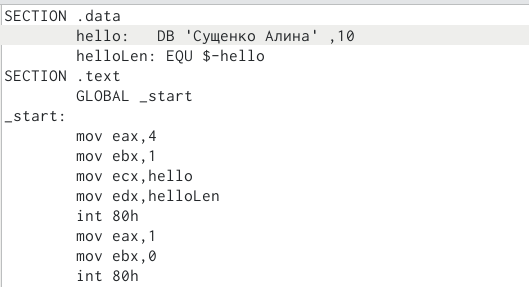 SECTION .data
hello:   DB 'Сущенко Алина' ,10
helloLen: EQU $-hello
SECTION .text
GLOBAL _start
_start:
mov eax,4
mov ebx,1
mov ecx,hello
mov edx,helloLen
int 80h
mov eax,1
mov ebx,0
int 80h